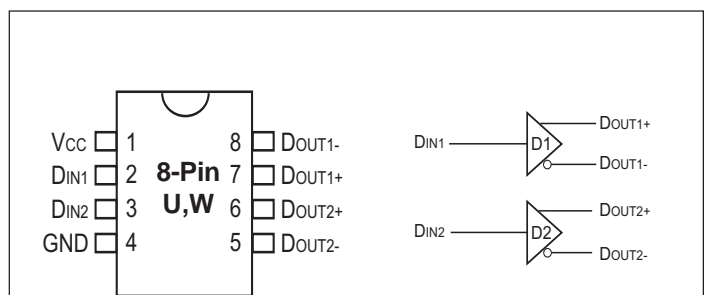 VCC 1 8 DOUT1-
DIN1 2 8-Pin 7 DOUT1+
DIN2 3 U,W 6 DOUT2+
GND 4 5 DOUT2-
DIN1 D1 DOUT1+
DOUT1-
DIN2 D2 DOUT2+
DOUT2-